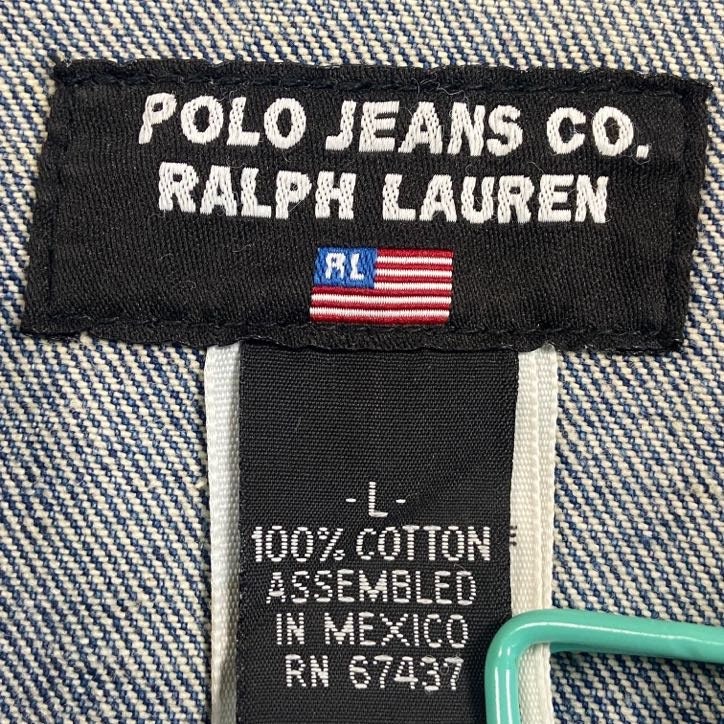 POLO JEANS CO.
RALPH LAUREN
RL
-L-
100% COTTON
ASSEMBLED
IN MEXICO
RN 67437